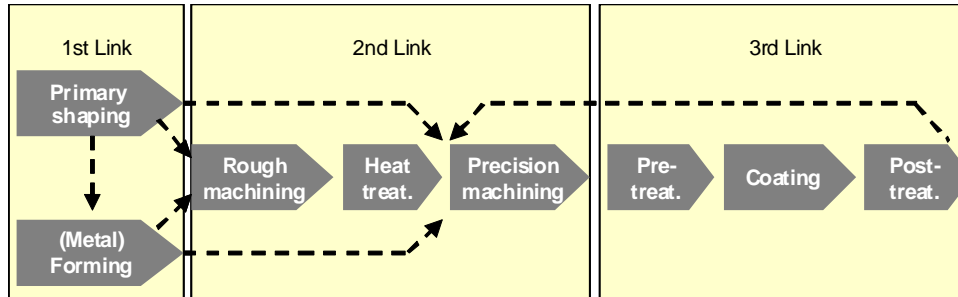 1st Link
2nd Link
3rd Link
Primary
shaping
Rough
machining
Heat
treat.
Precision
machining
Pre-
treat.
Coating
Post-
treat.
(Metal)
Forming